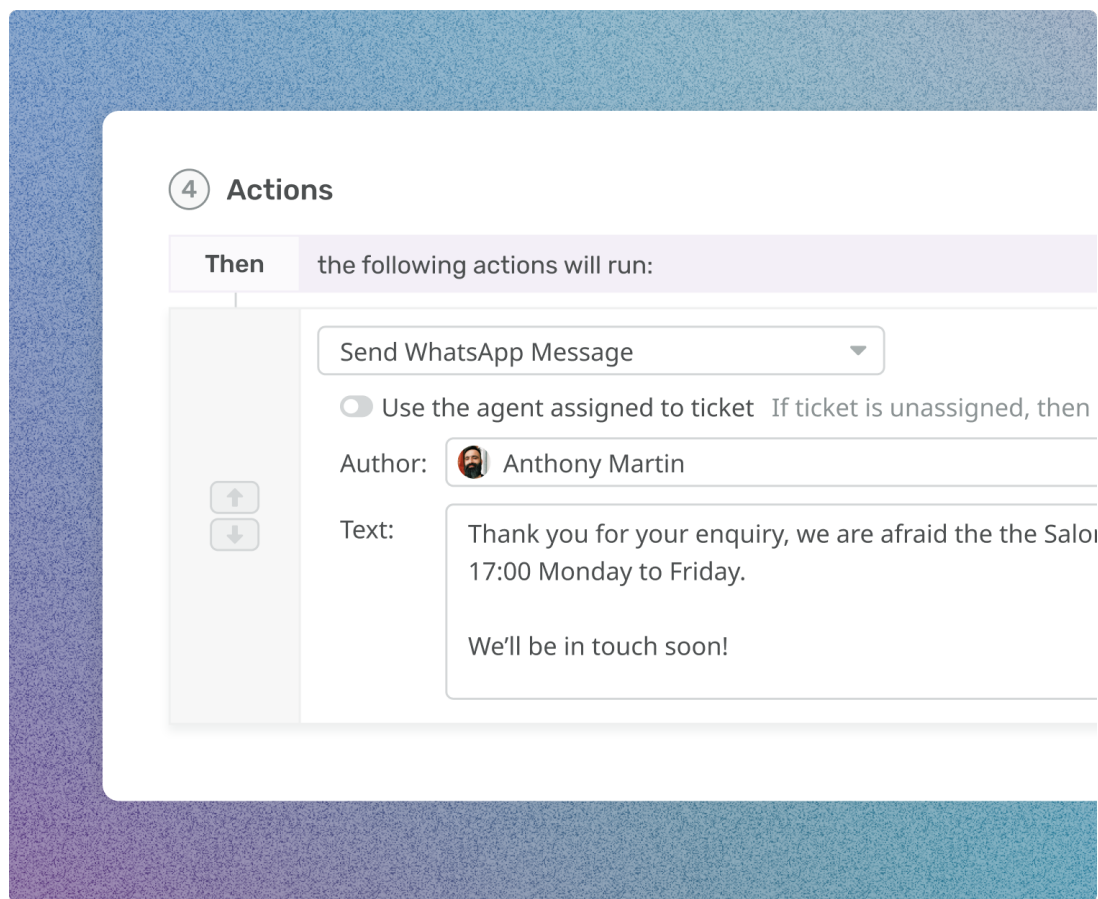 4 Actions
Then the following actions will run:
Send WhatsApp Message
Use the agent assigned to ticket If ticket is unassigned, then
Author: Anthony Martin
Text: Thank you for your enquiry, we are afraid the the
17:00 Monday to Friday.
We’ll be in touch soon!